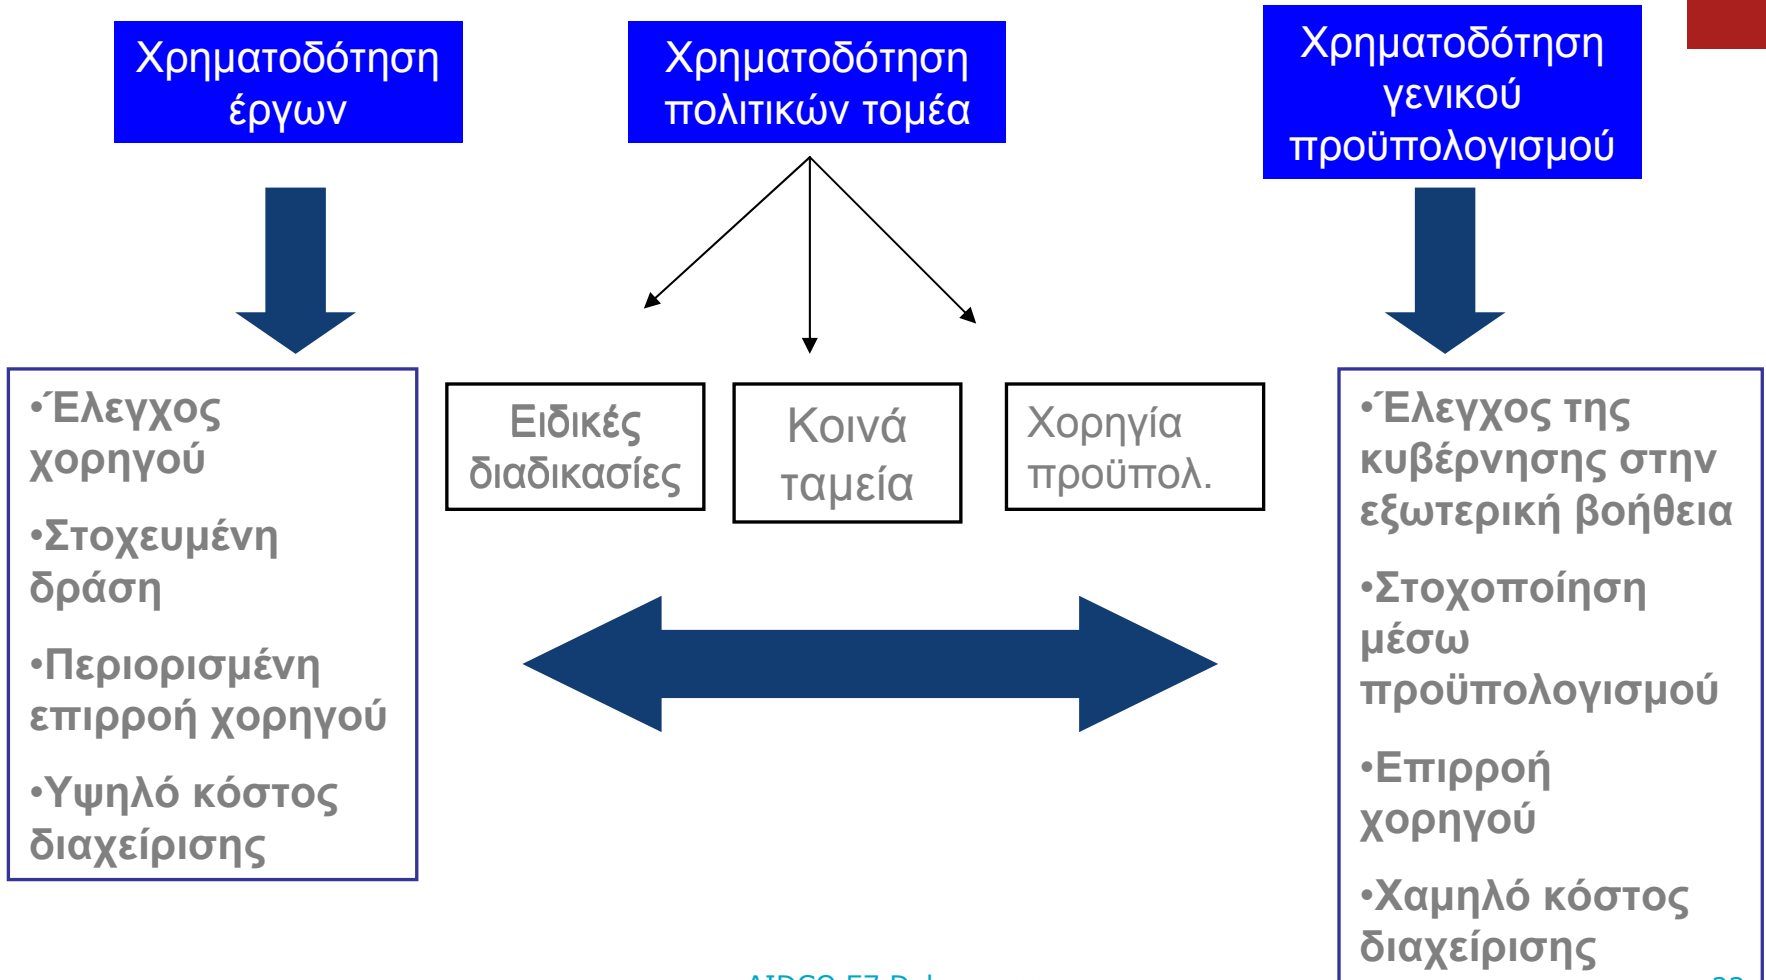 Χρηματοδότηση
έργων
Χρηματοδότηση
πολιτικών τομέα
Χρηματοδότηση
γενικού
προϋπολογισμού
•Έλεγχος
χορηγού
•Στοχευμένη
δράση
•Περιορισμένη
επιρροή χορηγού
•Υψηλό κόστος
διαχείρισης
Ειδικές
διαδικασίες
Κοινά
ταμεία
Χορηγία
προϋπολ.
•Έλεγχος της
κυβέρνησης στην
εξωτερική βοήθεια
•Στοχοποίηση
μέσω
προϋπολογισμού
•Επιρροή
χορηγού
•Χαμηλό κόστος
διαχείρισης